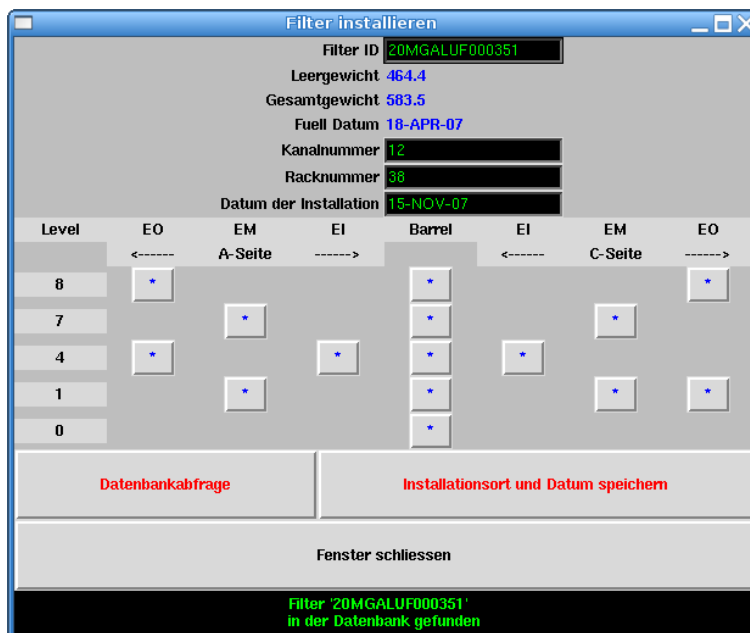 Filter installieren
Filter ID 20MGALUF000351
Leergewicht 464.4
Gesamtgewicht 583.5
Fuell Datum 18-APR-07
Kanalnummer 12
Racknummer 38
Datum der Installation 15-NOV-07
Level EO EM EI Barrel EI EM EO
<------ A-Seite ------> <------ C-Seite ------>
8 * * *
7 * * *
4 * * * *
1 * * * *
0 *
Datenbankabfrage Installationsort und Datum speichern
Fenster schliessen
Filter '20MGALUF000351'
in der Datenbank gefunden